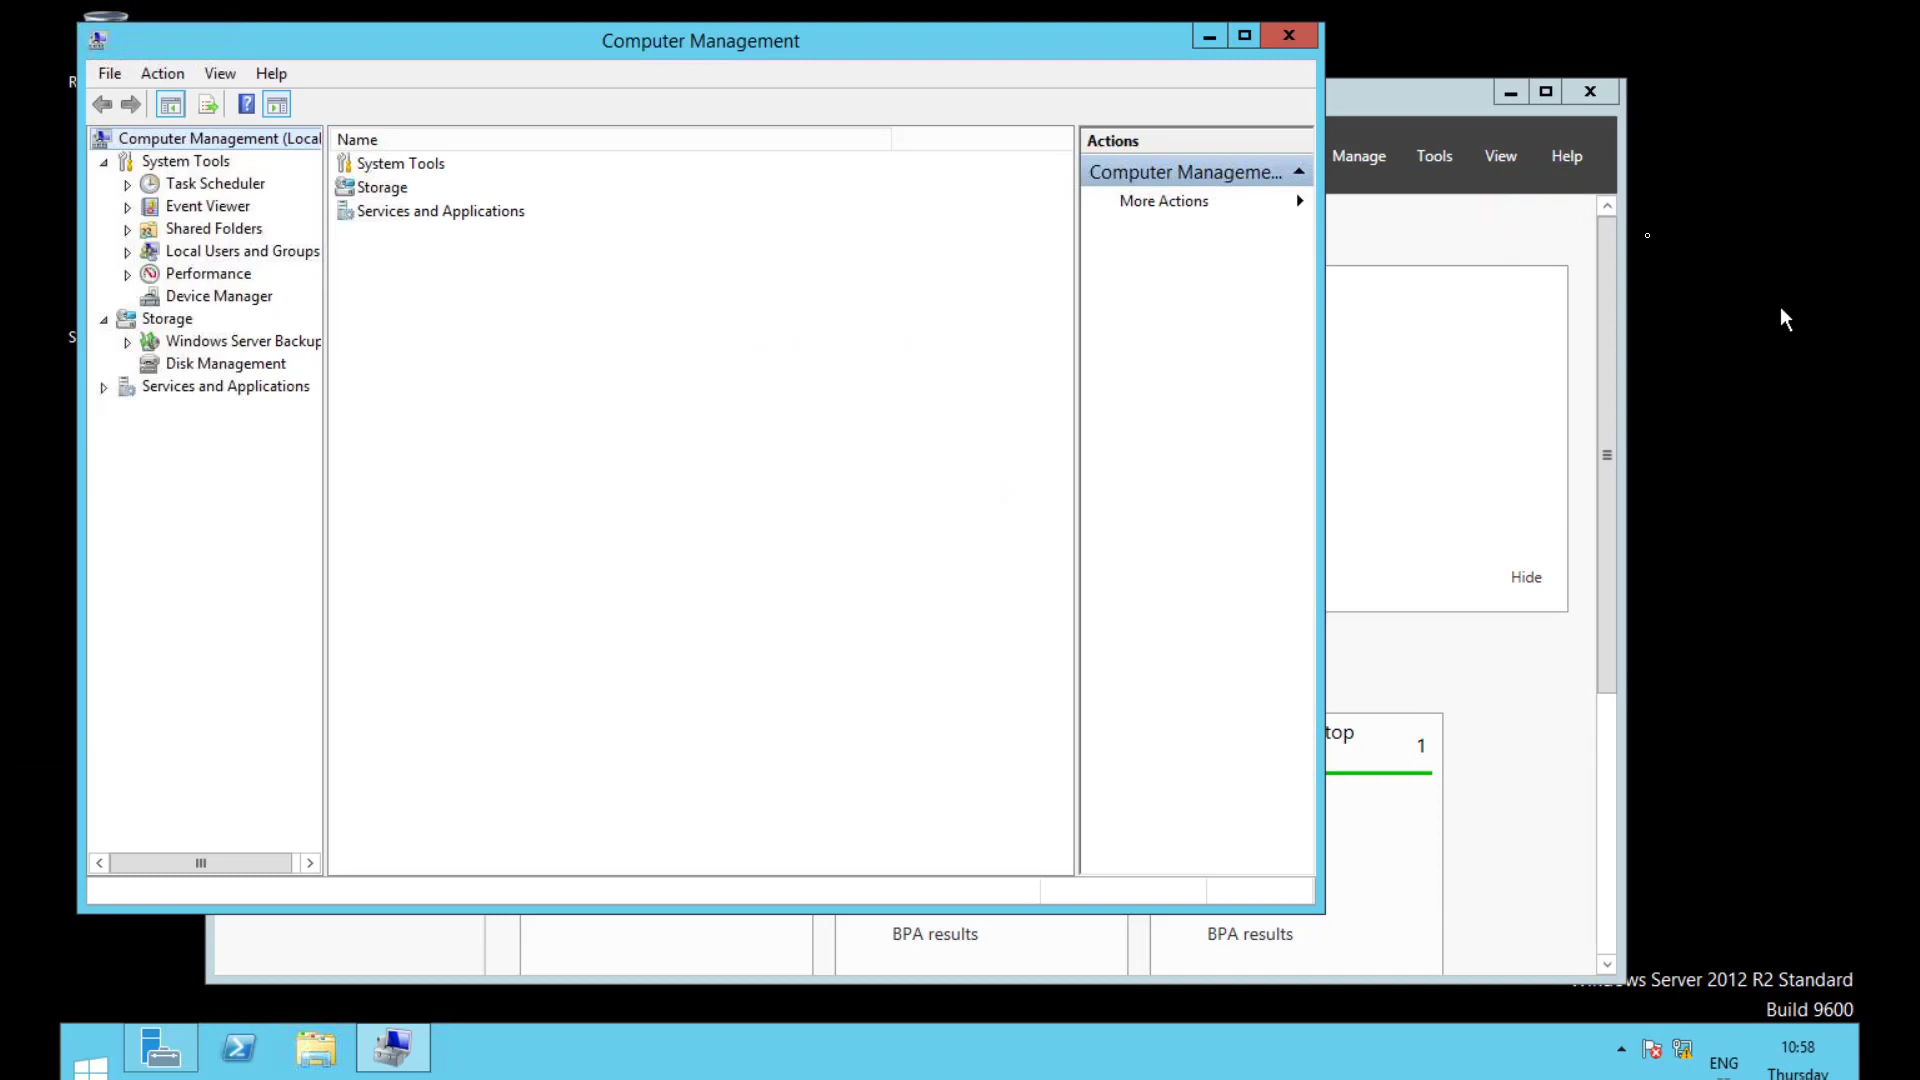 R
S
Computer Management
File Action View Help
Computer Management (Local
System Tools
Task Scheduler
Event Viewer
Shared Folders
Local Users and Groups
Performance
Device Manager
Storage
Windows Server Backup
Disk Management
Services and Applications
Name
System Tools
Storage
Services and Applications
Actions
Computer Manageme...
More Actions
Manage Tools View Help
Hide
top
1
BPA results
BPA results
Server 2012 R2 Standard
Build 9600
ENG
10:58
Thursday